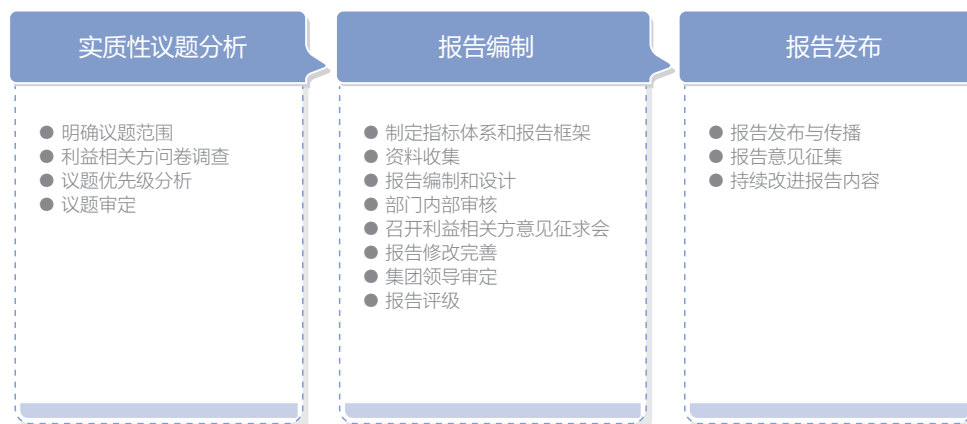 实质性议题分析
明确议题范围
利益相关方问卷调查
议题优先级分析
议题审定
报告编制
制定指标体系和报告框架
资料收集
报告编制和设计
部门内部审核
召开利益相关方意见征求会
报告修改完善
集团领导审定
报告评级
报告发布
报告发布与传播
报告意见征集
持续改进报告内容